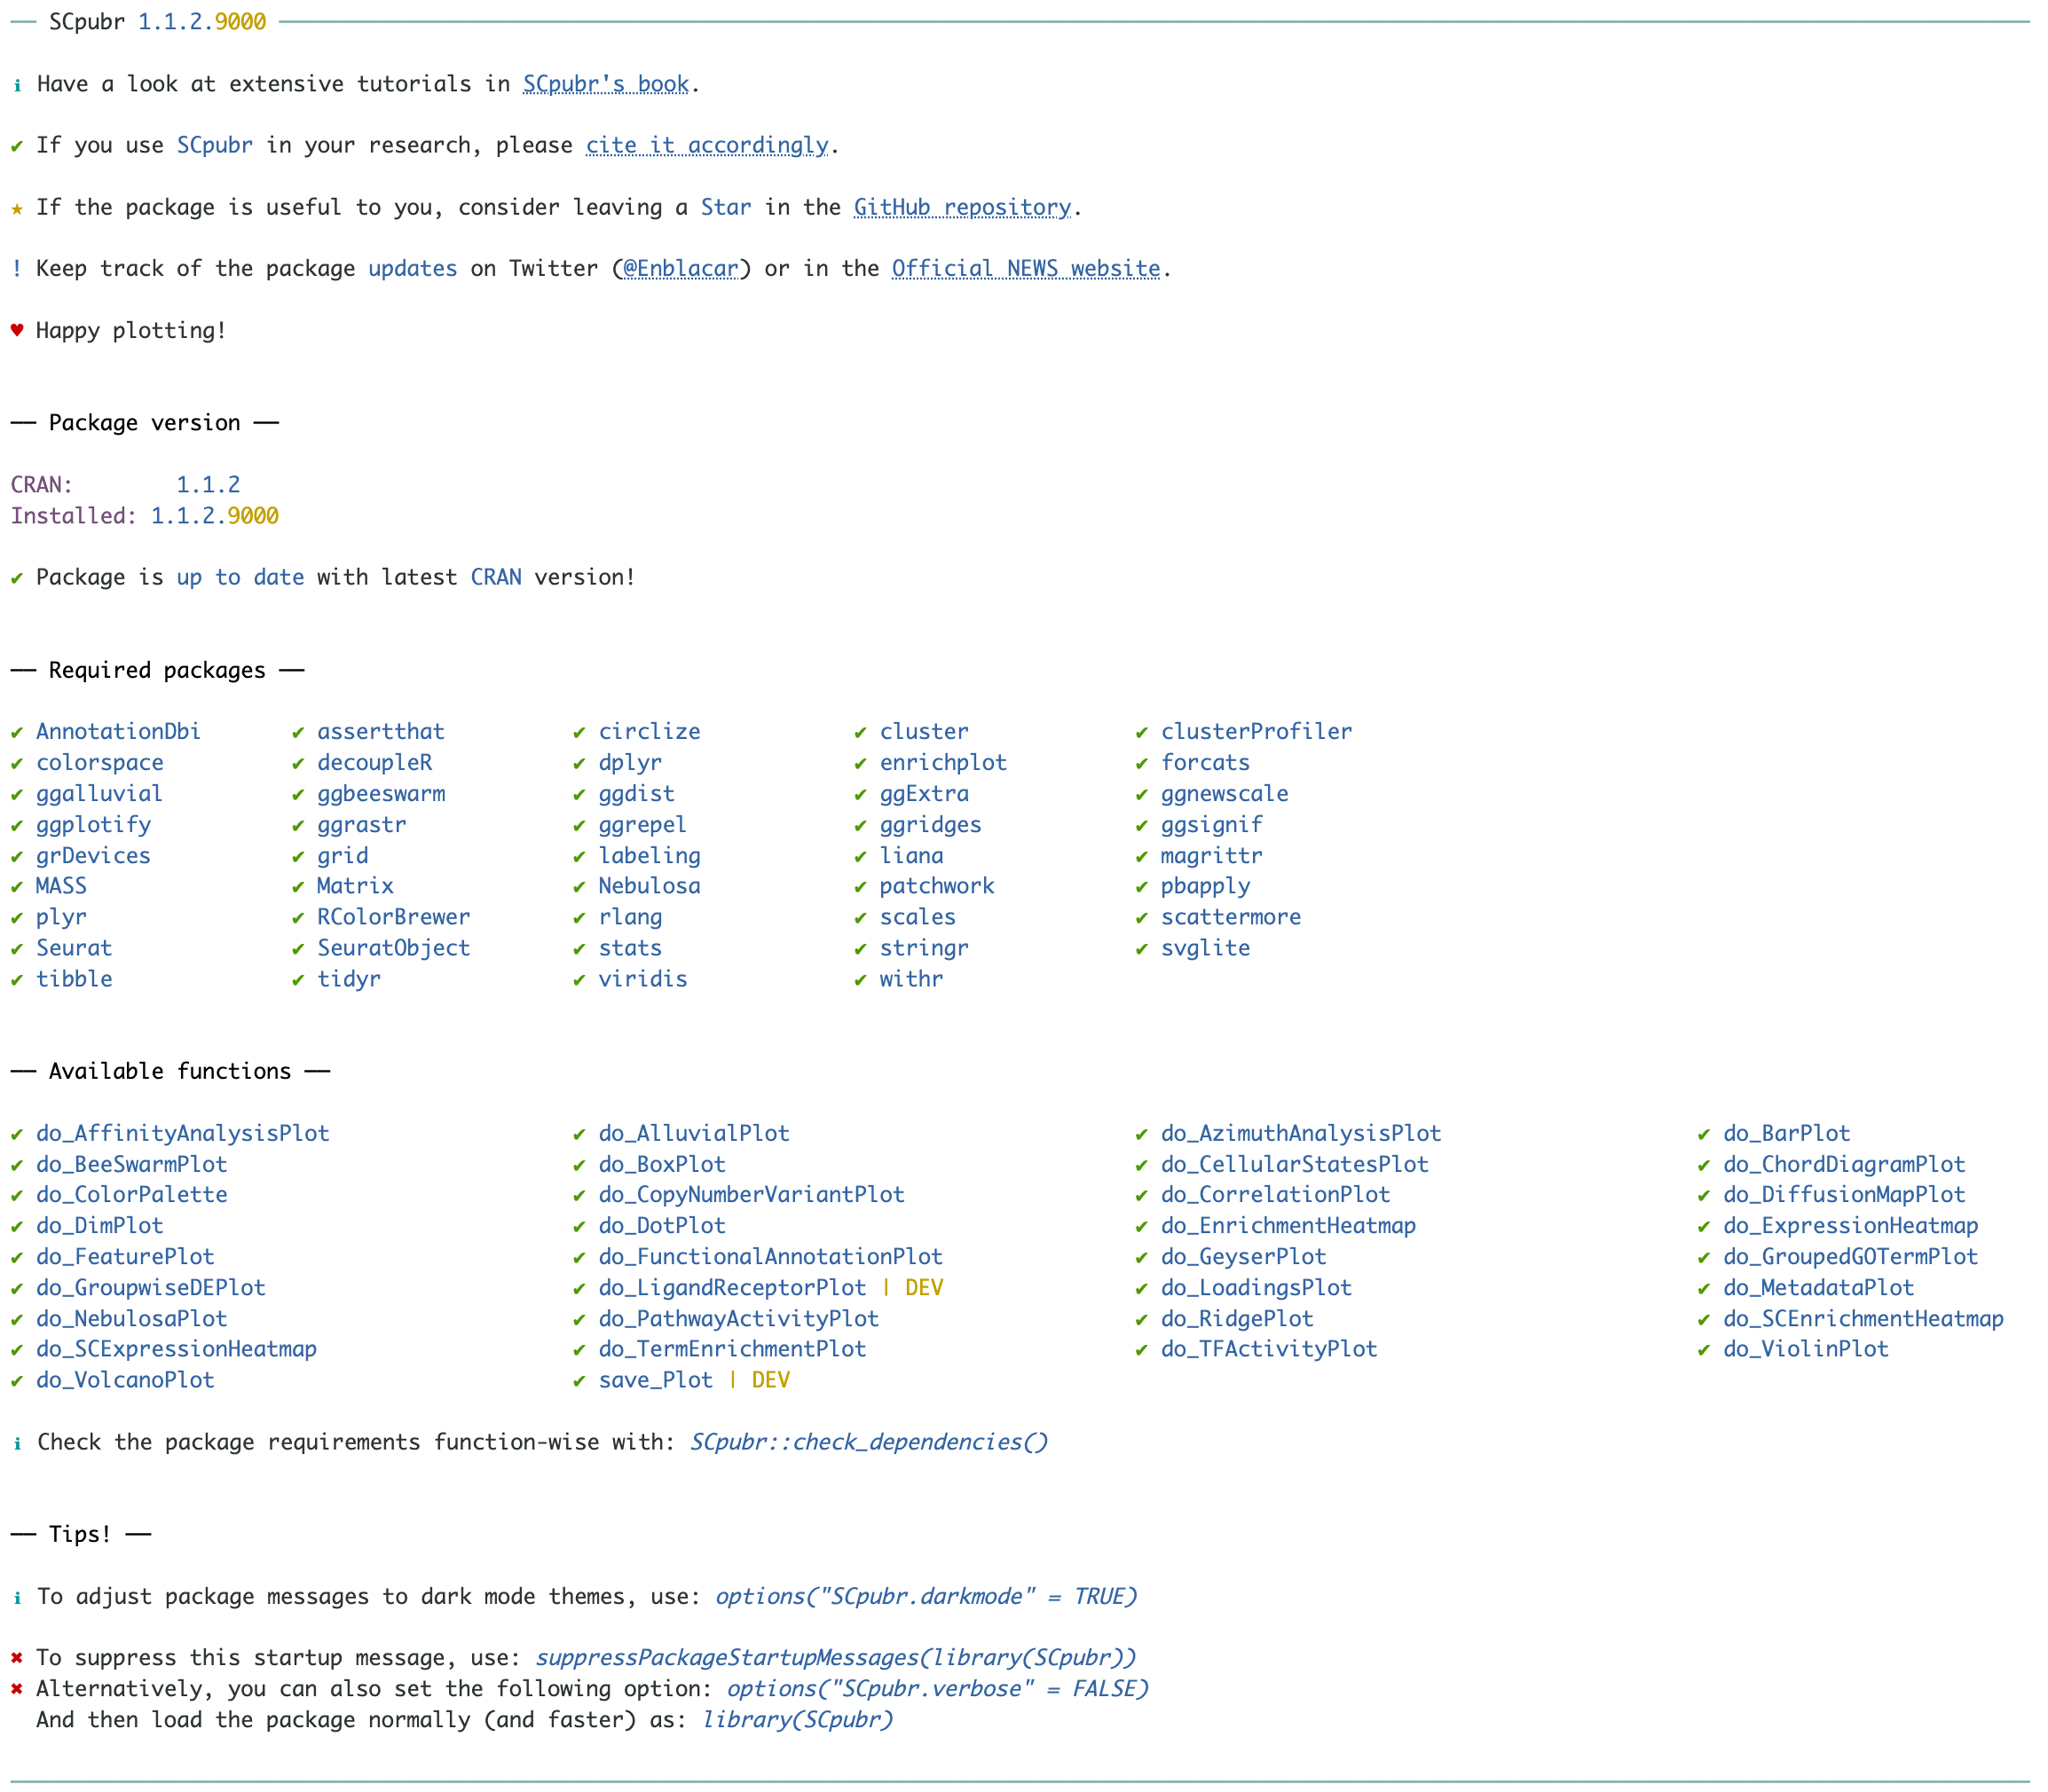 ── SCpubr 1.1.2.9000 ──
ℹ Have a look at extensive tutorials in SCpubr's book.
✔ If you use SCpubr in your research, please cite it accordingly.
★ If the package is useful to you, consider leaving a Star in the GitHub repository.
! Keep track of the package updates on Twitter (@Enblacar) or in the Official NEWS website.
♥ Happy plotting!
── Package version ──
CRAN: 1.1.2
Installed: 1.1.2.9000
✔ Package is up to date with latest CRAN version!
── Required packages ──
✔ AnnotationDbi ✔ assertthat ✔ circlize ✔ cluster ✔ clusterProfiler
✔ colorspace ✔ decoupleR ✔ dplyr ✔ enrichplot ✔ forcats
✔ ggalluvial ✔ ggbeeswarm ✔ ggdist ✔ ggExtra ✔ ggnewscale
✔ ggplotify ✔ ggrastr ✔ ggrepel ✔ ggridges ✔ ggsignif
✔ grDevices ✔ grid ✔ labeling ✔ liana ✔ magrittr
✔ MASS ✔ Matrix ✔ Nebulosa ✔ patchwork ✔ pbapply
✔ plyr ✔ RColorBrewer ✔ rlang ✔ scales ✔ scattermore
✔ Seurat ✔ SeuratObject ✔ stats ✔ stringr ✔ svglite
✔ tibble ✔ tidyr ✔ viridis ✔ withr
── Available functions ──
✔ do_AffinityAnalysisPlot ✔ do_AlluvialPlot ✔ do_AzimuthAnalysisPlot ✔ do_BarPlot
✔ do_BeeSwarmPlot ✔ do_BoxPlot ✔ do_CellularStatesPlot ✔ do_ChordDiagramPlot
✔ do_ColorPalette ✔ do_CopyNumberVariantPlot ✔ do_CorrelationPlot ✔ do_DiffusionMapPlot
✔ do_DimPlot ✔ do_DotPlot ✔ do_EnrichmentHeatmap ✔ do_ExpressionHeatmap
✔ do_FeaturePlot ✔ do_FunctionalAnnotationPlot ✔ do_GeyserPlot ✔ do_GroupedGOTermPlot
✔ do_GroupwiseDEPlot ✔ do_LigandReceptorPlot | DEV ✔ do_LoadingsPlot ✔ do_MetadataPlot
✔ do_NebulosaPlot ✔ do_PathwayActivityPlot ✔ do_RidgePlot ✔ do_SCEnrichmentHeatmap
✔ do_SCExpressionHeatmap ✔ do_TermEnrichmentPlot ✔ do_TFActivityPlot ✔ do_ViolinPlot
✔ do_VolcanoPlot ✔ save_Plot | DEV
ℹ Check the package requirements function-wise with: SCpubr::check_dependencies()
── Tips! ──
ℹ To adjust package messages to dark mode themes, use: options("SCpubr.darkmode" = TRUE)
✖ To suppress this startup message, use: suppressPackageStartupMessages(library(SCpubr))
✖ Alternatively, you can also set the following option: options("SCpubr.verbose" = FALSE)
And then load the package normally (and faster) as: library(SCpubr)